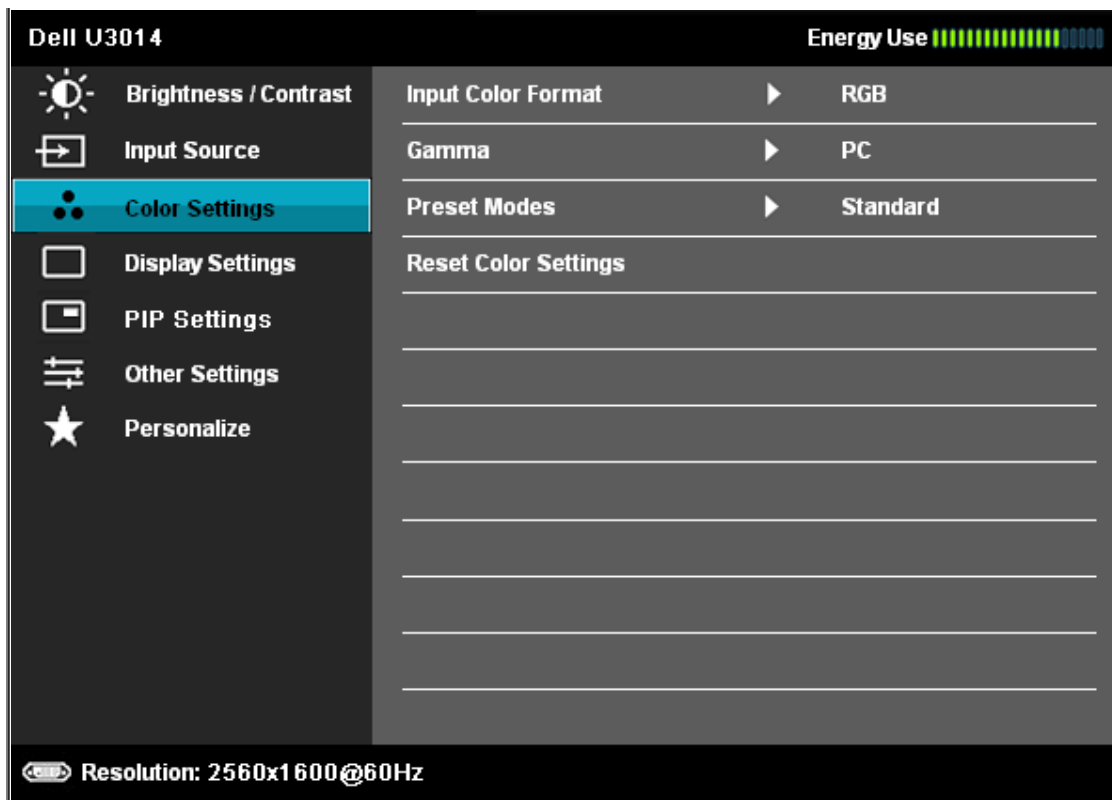 Dell U3014
Energy Use
Brightness / Contrast
Input Source
Color Settings
Display Settings
PIP Settings
Other Settings
Personalize
Input Color Format RGB
Gamma PC
Preset Modes Standard
Reset Color Settings
Resolution: 2560x1600@60Hz